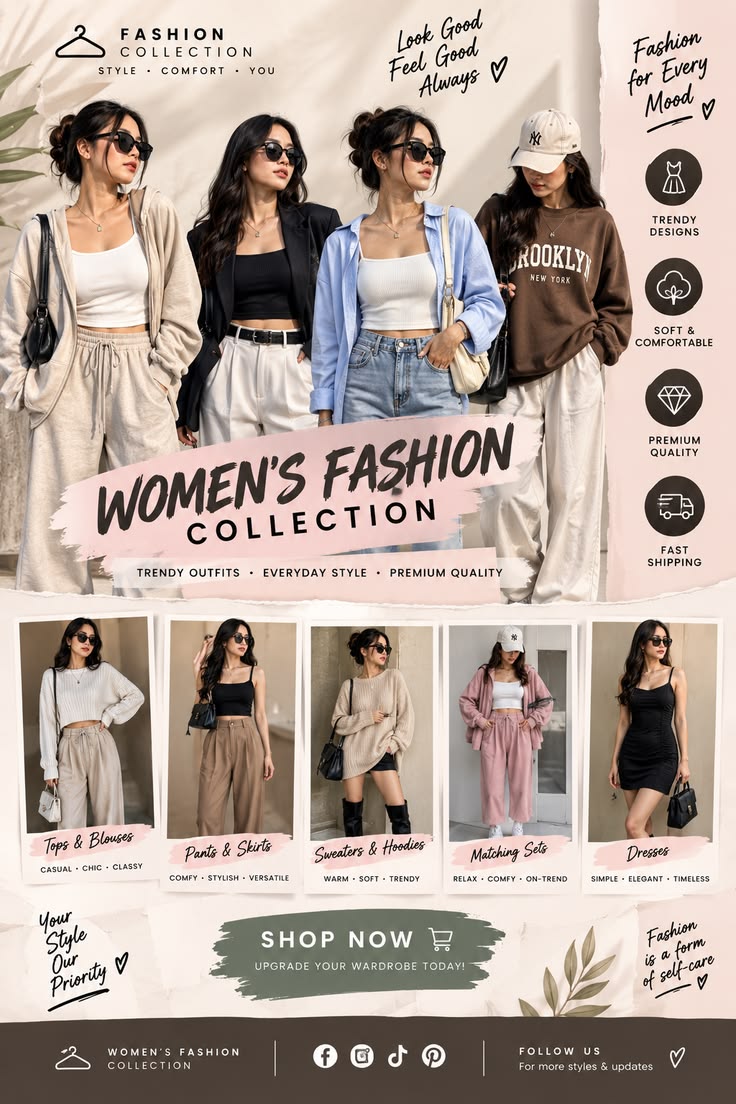 FASHION
COLLECTION
STYLE • COMFORT • YOU
Look Good
Feel Good
Always
Fashion
for Every
Mood
TRENDY
DESIGNS
SOFT &
COMFORTABLE
PREMIUM
QUALITY
FAST
SHIPPING
NY
BROOKLYN
NEW YORK
WOMEN'S FASHION
COLLECTION
TRENDY OUTFITS • EVERYDAY STYLE • PREMIUM QUALITY
NY
Tops & Blouses
CASUAL • CHIC • CLASSY
Pants & Skirts
COMFY • STYLISH • VERSATILE
Sweaters & Hoodies
WARM • SOFT • TRENDY
Matching Sets
RELAX • COMFY • ON-TREND
Dresses
SIMPLE • ELEGANT • TIMELESS
Your
Style
Our
Priority
SHOP NOW
UPGRADE YOUR WARDROBE TODAY!
Fashion
is a form
of self-care
WOMEN'S FASHION
COLLECTION
FOLLOW US
For more styles & updates